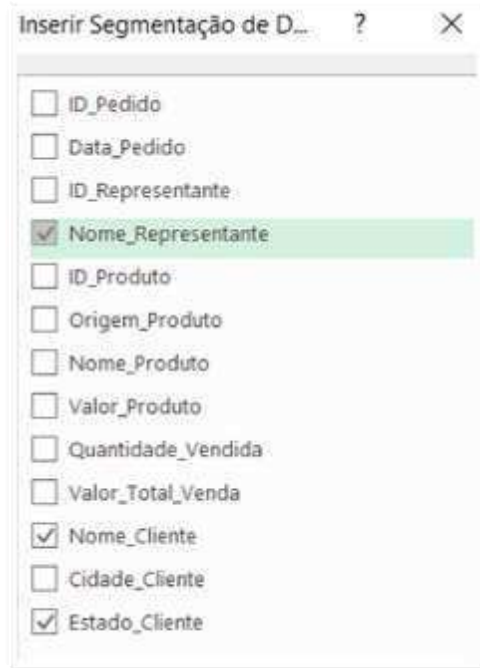 Inserir Segmentação de D... ?
ID_Pedido
Data_Pedido
ID_Representante
Nome_Representante
ID_Produto
Origem_Produto
Nome_Produto
Valor_Produto
Quantidade_Vendida
Valor_Total_Venda
Nome_Cliente
Cidade_Cliente
Estado_Cliente